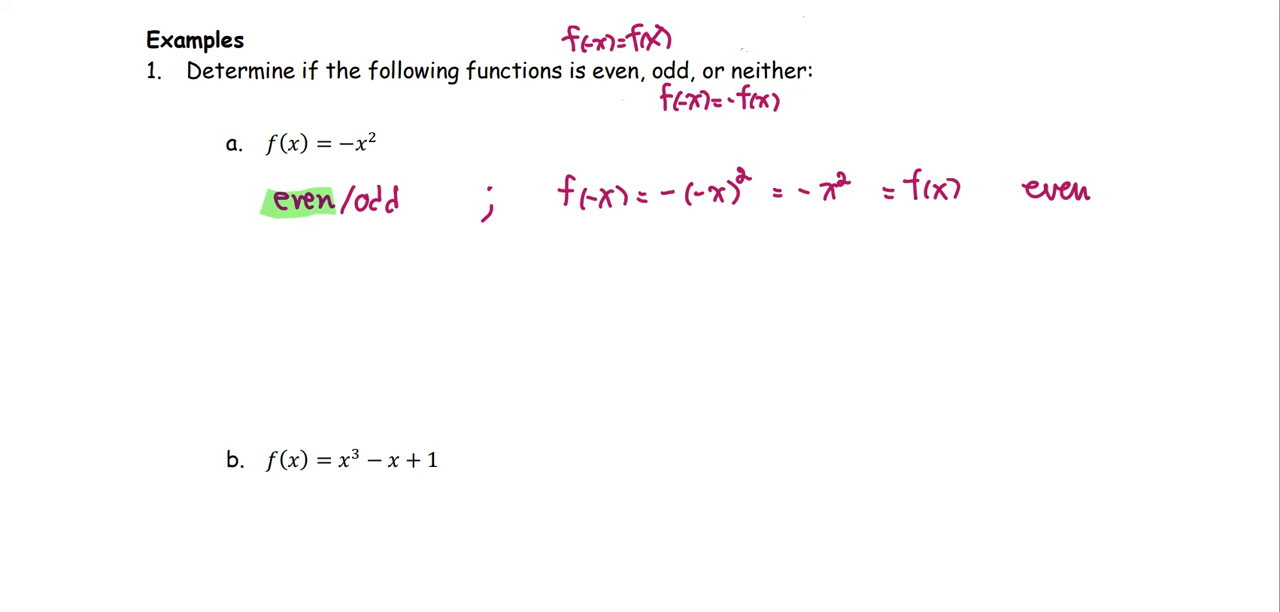 Examples
f(-x)=f(x)
1. Determine if the following functions is even, odd, or neither:
f(-x)=-f(x)
a. f(x) = −x²
even/odd ; f(-x) = -(-x)² = -x² = f(x) even
b. f(x) = x³ − x + 1